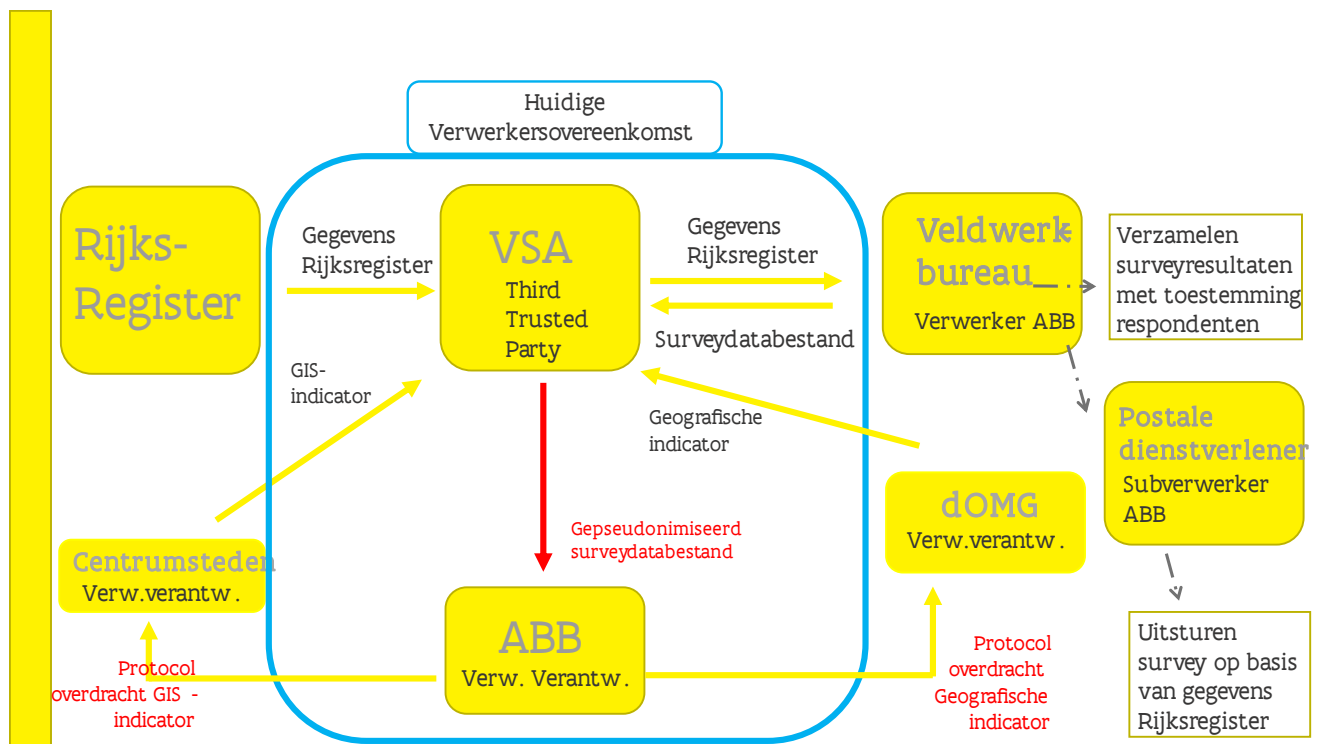 Huidige
Verwerkersovereenkomst
Rijks-
Register
Gegevens
Rijksregister
VSA
Third
Trusted
Party
Gegevens
Rijksregister
Surveydatabestand
Veldwerk-
bureau
Verwerker ABB
Verzamelen
surveyresultaten
met toestemming
respondenten
GIS-
indicator
Geografische
indicator
Postale
dienstverlener
Subverwerker
ABB
dOMG
Verw.verantw.
Gepseudonimiseerd
surveydatabestand
Centrumsteden
Verw.verantw.
ABB
Verw. Verantw.
Protocol
overdracht GIS -
indicator
Protocol
overdracht
Geografische
indicator
Uitsturen
survey op basis
van gegevens
Rijksregister